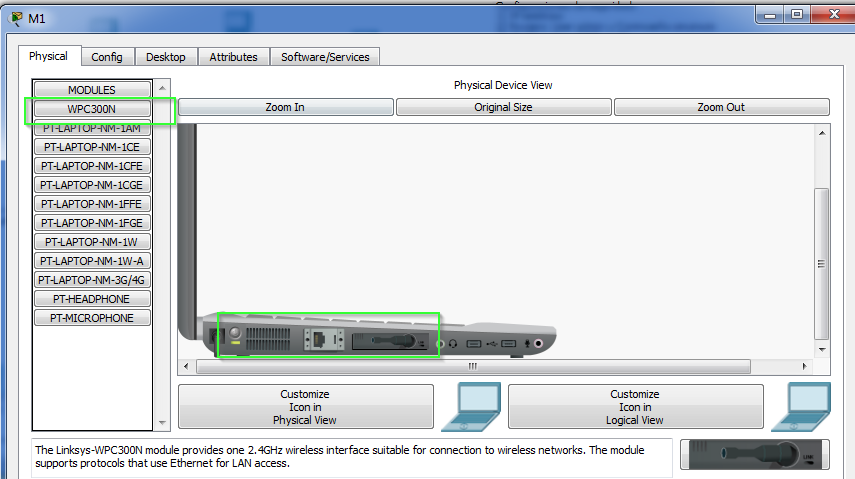 M1
Physical
Config
Desktop
Attributes
Software/Services
MODULES
WPC300N
PT-LAPTOP-NM-1AM
PT-LAPTOP-NM-1CE
PT-LAPTOP-NM-1CFE
PT-LAPTOP-NM-1CGE
PT-LAPTOP-NM-1FFE
PT-LAPTOP-NM-1FGE
PT-LAPTOP-NM-1W
PT-LAPTOP-NM-1W-A
PT-LAPTOP-NM-3G/4G
PT-HEADPHONE
PT-MICROPHONE
Physical Device View
Zoom In
Original Size
Zoom Out
Customize
Icon in
Physical View
Customize
Icon in
Logical View
The Linksys-WPC300N module provides one 2.4GHz wireless interface suitable for connection to wireless networks. The module
supports protocols that use Ethernet for LAN access.